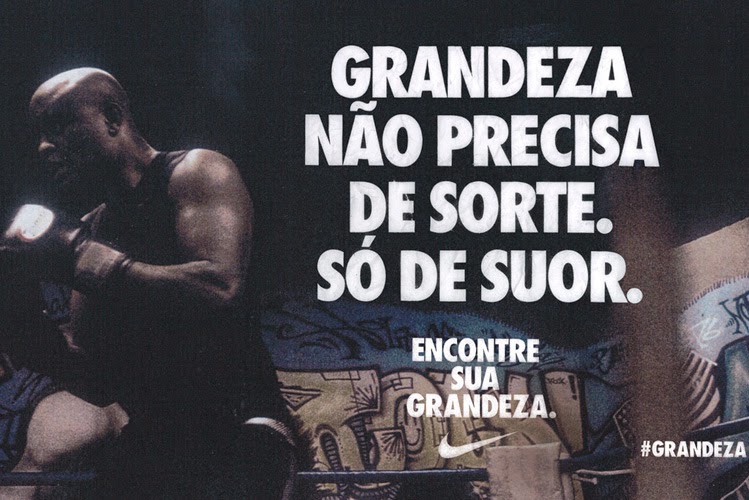 GRANDEZA
NÃO PRECISA
DE SORTE.
SÓ DE SUOR.
ENCONTRE
SUA
GRANDEZA.
#GRANDEZA